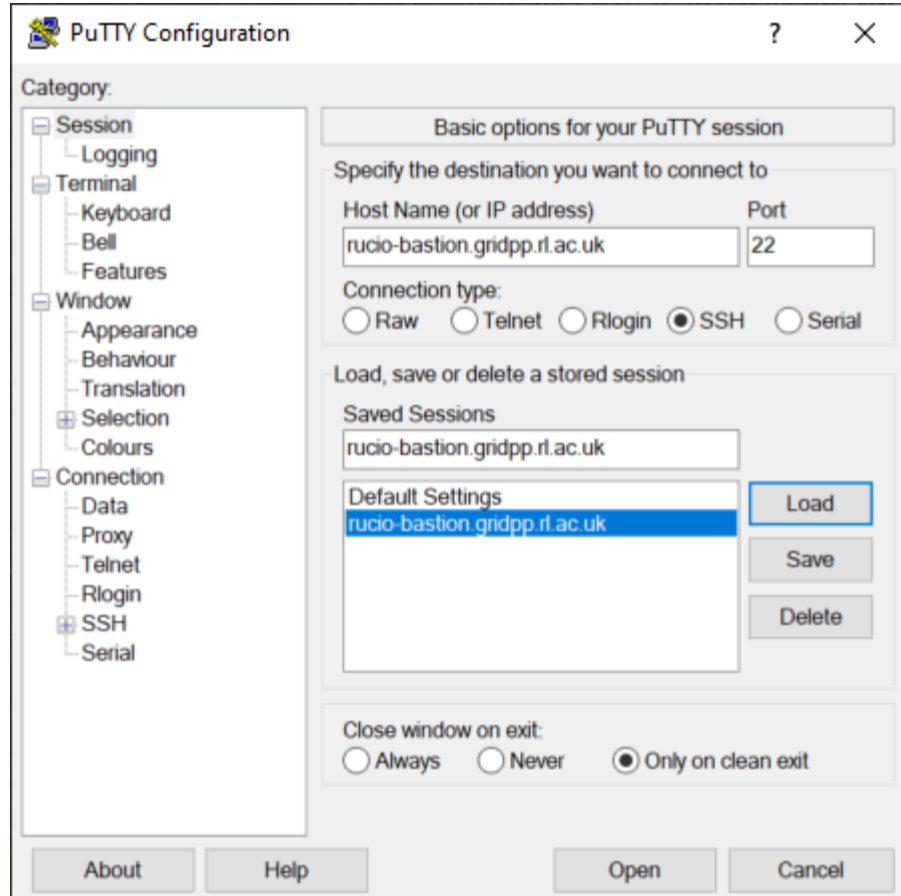 PuTTY Configuration
?
Category:
Session
Logging
Terminal
Keyboard
Bell
Features
Window
Appearance
Behaviour
Translation
Selection
Colours
Connection
Data
Proxy
Telnet
Rlogin
SSH
Serial
Basic options for your PuTTY session
Specify the destination you want to connect to
Host Name (or IP address) Port
rucio-bastion.gridpp.rl.ac.uk 22
Connection type:
Raw Telnet Rlogin SSH Serial
Load, save or delete a stored session
Saved Sessions
rucio-bastion.gridpp.rl.ac.uk
Default Settings
rucio-bastion.gridpp.rl.ac.uk
Load
Save
Delete
Close window on exit:
Always Never Only on clean exit
About Help Open Cancel